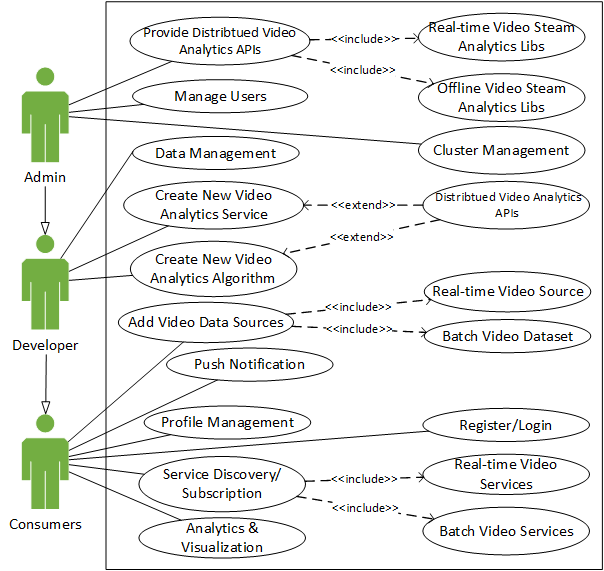 Provide Distribtued Video
Analytics APIs
<<include>>
Real-time Video Steam
Analytics Libs
<<include>>
Offline Video Steam
Analytics Libs
Manage Users
Admin
Cluster Management
Data Management
Create New Video
Analytics Service
<<extend>>
Distribtued Video Analytics
APIs
<<extend>>
Create New Video
Analytics Algorithm
Developer
Add Video Data Sources
<<include>>
Real-time Video Source
<<include>>
Batch Video Dataset
Push Notification
Profile Management
Register/Login
Consumers
Service Discovery/
Subscription
<<include>>
Real-time Video
Services
<<include>>
Batch Video Services
Analytics &
Visualization